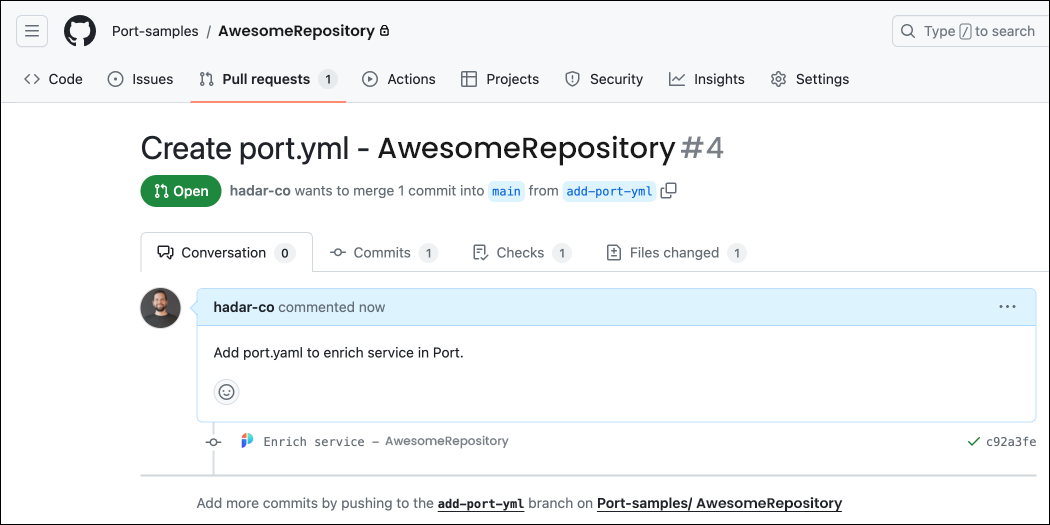 Port-samples / AwesomeRepository Type / to search
Code Issues Pull requests 1 Actions Projects Security Insights Settings
Create port.yml - AwesomeRepository #4
Open hadar-co wants to merge 1 commit into main from add-port-yml
Conversation 0 Commits 1 Checks 1 Files changed 1
hadar-co commented now ···
Add port.yaml to enrich service in Port.
Enrich service – AwesomeRepository c92a3fe
Add more commits by pushing to the add-port-yml branch on Port-samples/ AwesomeRepository